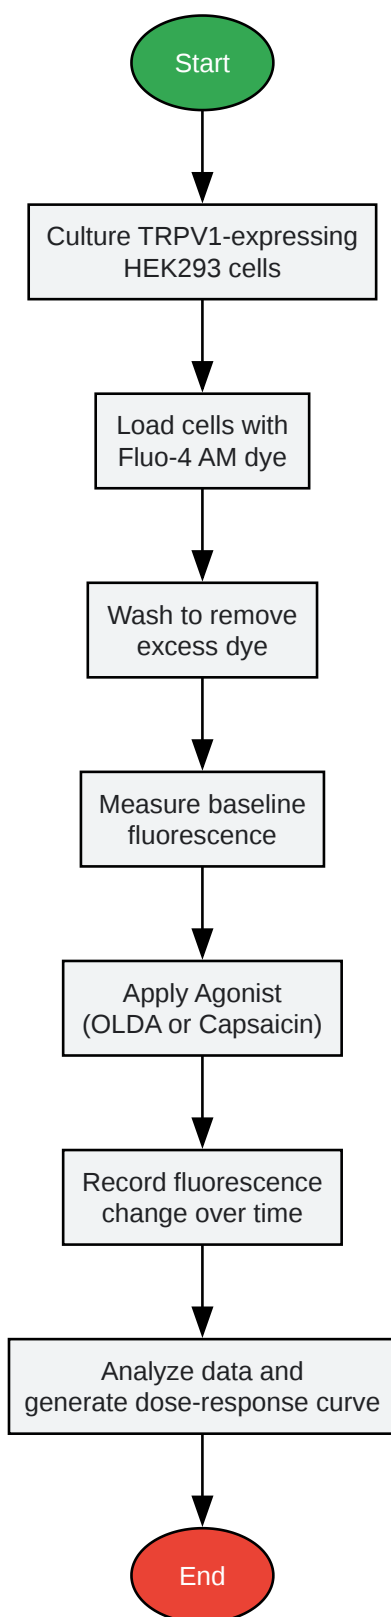 Start
Culture TRPV1-expressing
HEK293 cells
Load cells with
Fluo-4 AM dye
Wash to remove
excess dye
Measure baseline
fluorescence
Apply Agonist
(OLDA or Capsaicin)
Record fluorescence
change over time
Analyze data and
generate dose-response curve
End